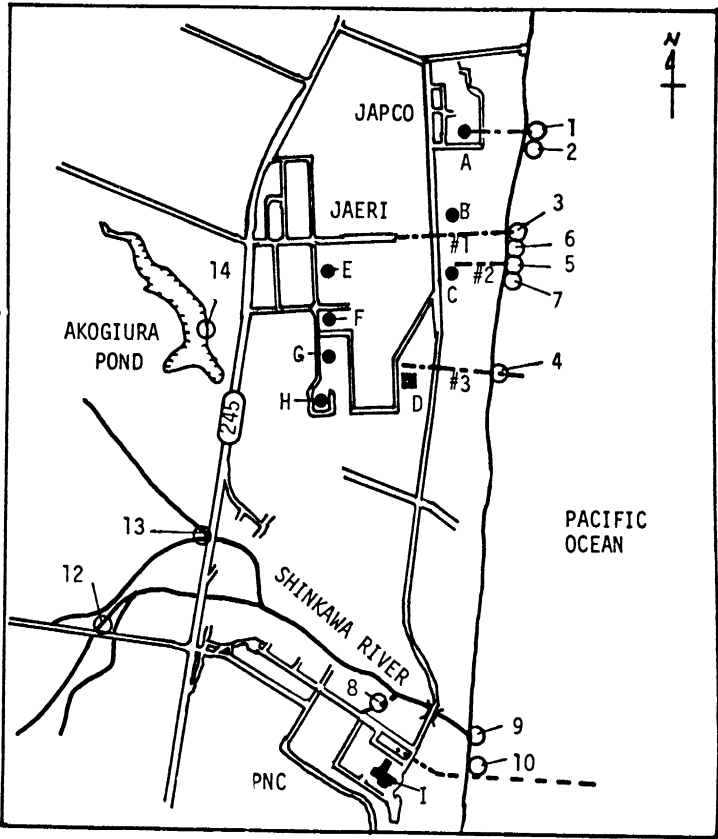 N
JAPCO
1
2
A
B
JAERI
3
#1
6
14
E
#2
5
C
7
F
AKOGIURA
POND
G
4
#3
D
H
245
13
PACIFIC
OCEAN
12
SHINKAWA RIVER
8
9
10
PNC
I